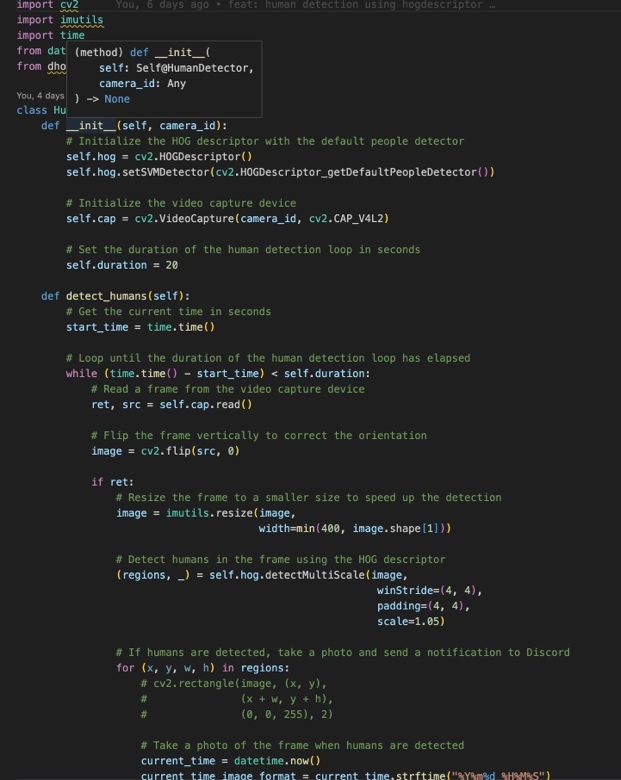 import cv2    You, 6 days ago • feat: human detection using hogdescriptor …
import imutils
import time
from dat
from dho
(method) def __init__(
    self: Self@HumanDetector,
    camera_id: Any
) -> None
You, 4 days
class Hu
    def __init__(self, camera_id):
        # Initialize the HOG descriptor with the default people detector
        self.hog = cv2.HOGDescriptor()
        self.hog.setSVMDetector(cv2.HOGDescriptor_getDefaultPeopleDetector())

        # Initialize the video capture device
        self.cap = cv2.VideoCapture(camera_id, cv2.CAP_V4L2)

        # Set the duration of the human detection loop in seconds
        self.duration = 20

    def detect_humans(self):
        # Get the current time in seconds
        start_time = time.time()

        # Loop until the duration of the human detection loop has elapsed
        while (time.time() - start_time) < self.duration:
            # Read a frame from the video capture device
            ret, src = self.cap.read()

            # Flip the frame vertically to correct the orientation
            image = cv2.flip(src, 0)

            if ret:
                # Resize the frame to a smaller size to speed up the detection
                image = imutils.resize(image,
                                       width=min(400, image.shape[1]))

                # Detect humans in the frame using the HOG descriptor
                (regions, _) = self.hog.detectMultiScale(image,
                                                         winStride=(4, 4),
                                                         padding=(4, 4),
                                                         scale=1.05)

                # If humans are detected, take a photo and send a notification to Discord
                for (x, y, w, h) in regions:
                    # cv2.rectangle(image, (x, y),
                    #               (x + w, y + h),
                    #               (0, 0, 255), 2)

                    # Take a photo of the frame when humans are detected
                    current_time = datetime.now()
                    current_time_image_format = current_time.strftime("%Y%m%d_%H%M%S")